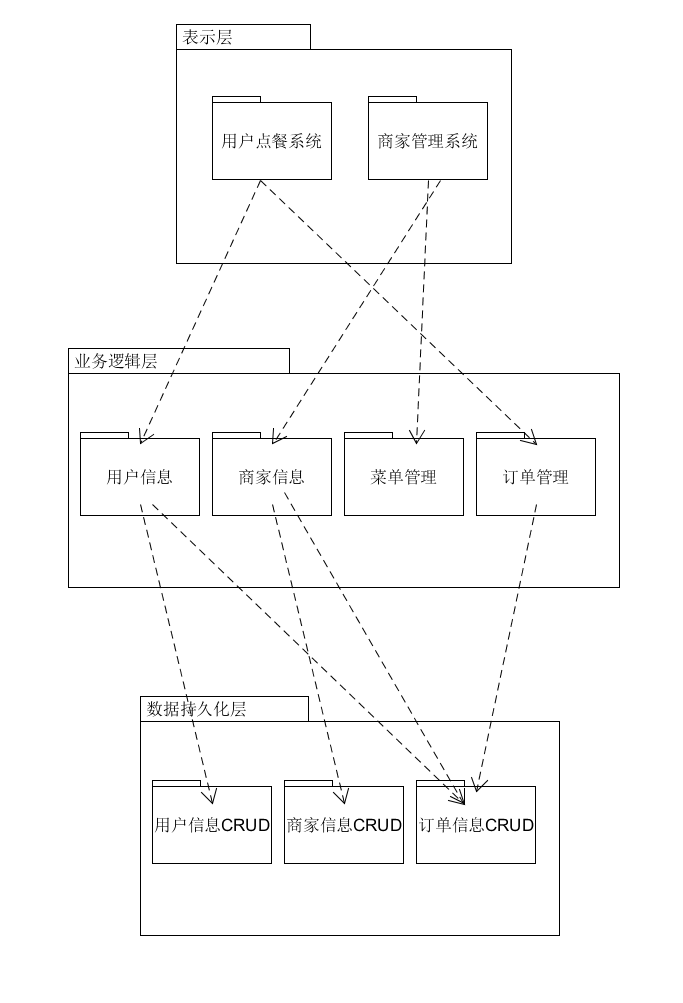 表示层
用户点餐系统
商家管理系统
业务逻辑层
用户信息
商家信息
菜单管理
订单管理
数据持久化层
用户信息CRUD
商家信息CRUD
订单信息CRUD